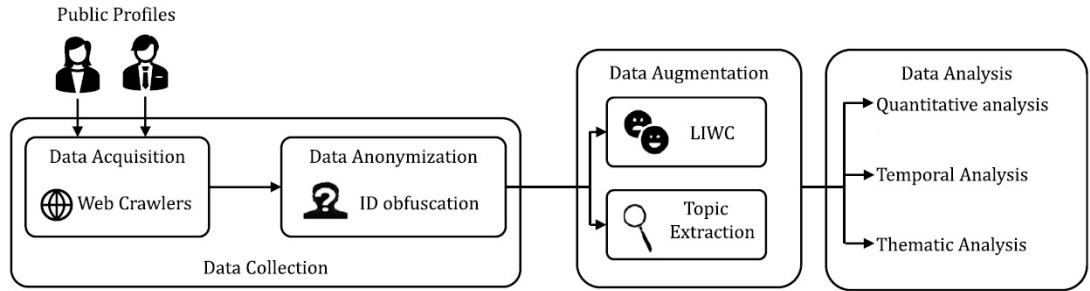 Public Profiles
Data Acquisition
Web Crawlers
Data Anonymization
ID obfuscation
Data Collection
Data Augmentation
LIWC
Topic
Extraction
Data Analysis
Quantitative analysis
Temporal Analysis
Thematic Analysis